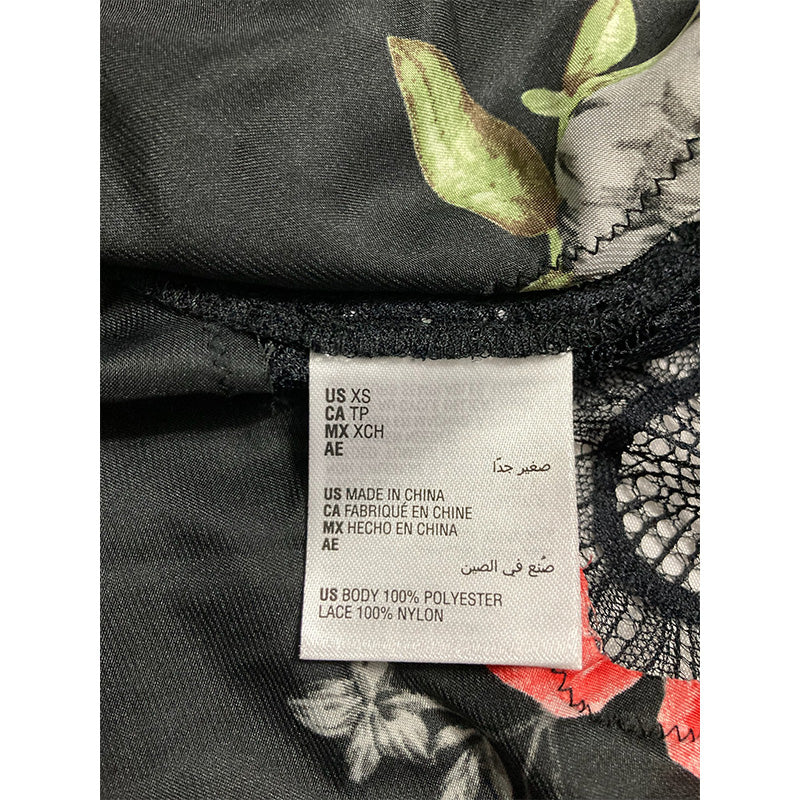 US XS
CA TP
MX XCH
AE
صغير جدًا
US MADE IN CHINA
CA FABRIQUÉ EN CHINE
MX HECHO EN CHINA
AE
صُنع في الصين
US BODY 100% POLYESTER
LACE 100% NYLON